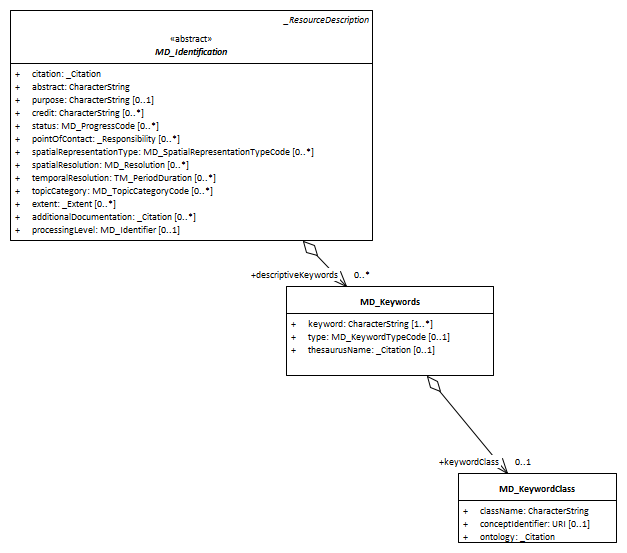 _ResourceDescription
«abstract»
MD_Identification
+ citation: _Citation
+ abstract: CharacterString
+ purpose: CharacterString [0..1]
+ credit: CharacterString [0..*]
+ status: MD_ProgressCode [0..*]
+ pointOfContact: _Responsibility [0..*]
+ spatialRepresentationType: MD_SpatialRepresentationTypeCode [0..*]
+ spatialResolution: MD_Resolution [0..*]
+ temporalResolution: TM_PeriodDuration [0..*]
+ topicCategory: MD_TopicCategoryCode [0..*]
+ extent: _Extent [0..*]
+ additionalDocumentation: _Citation [0..*]
+ processingLevel: MD_Identifier [0..1]
+descriptiveKeywords 0..*
MD_Keywords
+ keyword: CharacterString [1..*]
+ type: MD_KeywordTypeCode [0..1]
+ thesaurusName: _Citation [0..1]
+keywordClass 0..1
MD_KeywordClass
+ className: CharacterString
+ conceptIdentifier: URI [0..1]
+ ontology: _Citation